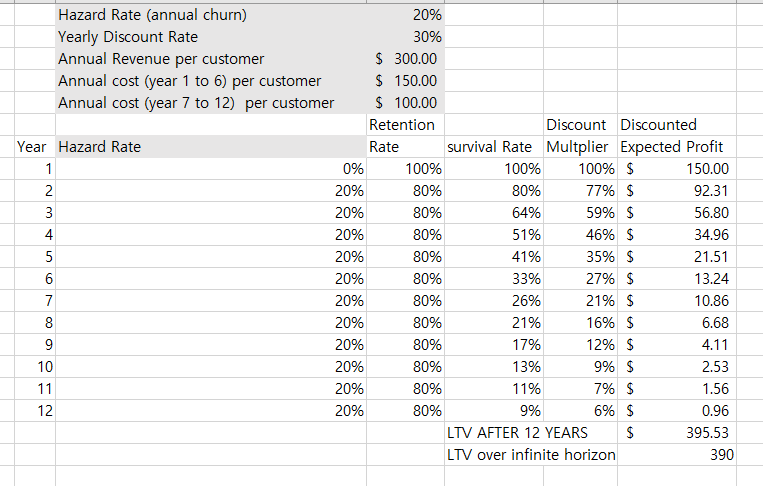 Hazard Rate (annual churn) 20%
Yearly Discount Rate 30%
Annual Revenue per customer $ 300.00
Annual cost (year 1 to 6) per customer $ 150.00
Annual cost (year 7 to 12) per customer $ 100.00
Retention Discount Discounted
Year Hazard Rate Rate survival Rate Multplier Expected Profit
1 0% 100% 100% 100% $ 150.00
2 20% 80% 80% 77% $ 92.31
3 20% 80% 64% 59% $ 56.80
4 20% 80% 51% 46% $ 34.96
5 20% 80% 41% 35% $ 21.51
6 20% 80% 33% 27% $ 13.24
7 20% 80% 26% 21% $ 10.86
8 20% 80% 21% 16% $ 6.68
9 20% 80% 17% 12% $ 4.11
10 20% 80% 13% 9% $ 2.53
11 20% 80% 11% 7% $ 1.56
12 20% 80% 9% 6% $ 0.96
LTV AFTER 12 YEARS $ 395.53
LTV over infinite horizon 390